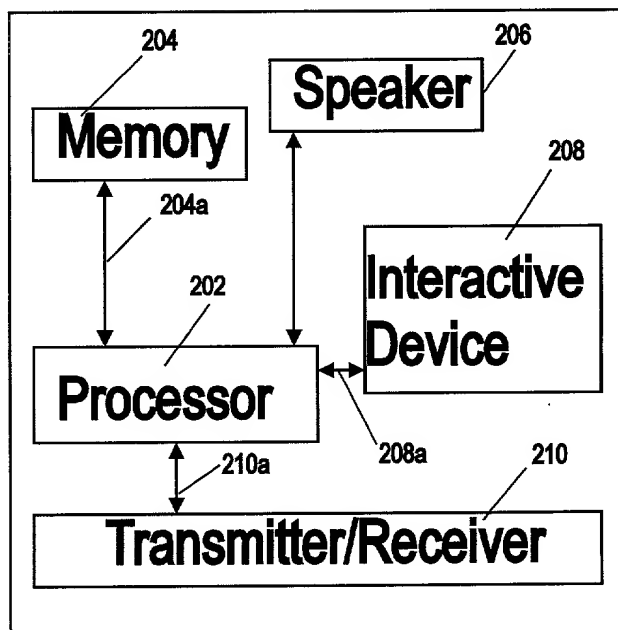 204
206
Speaker
Memory
208
204a
Interactive
Device
202
Processor
210a
208a
210
Transmitter/Receiver